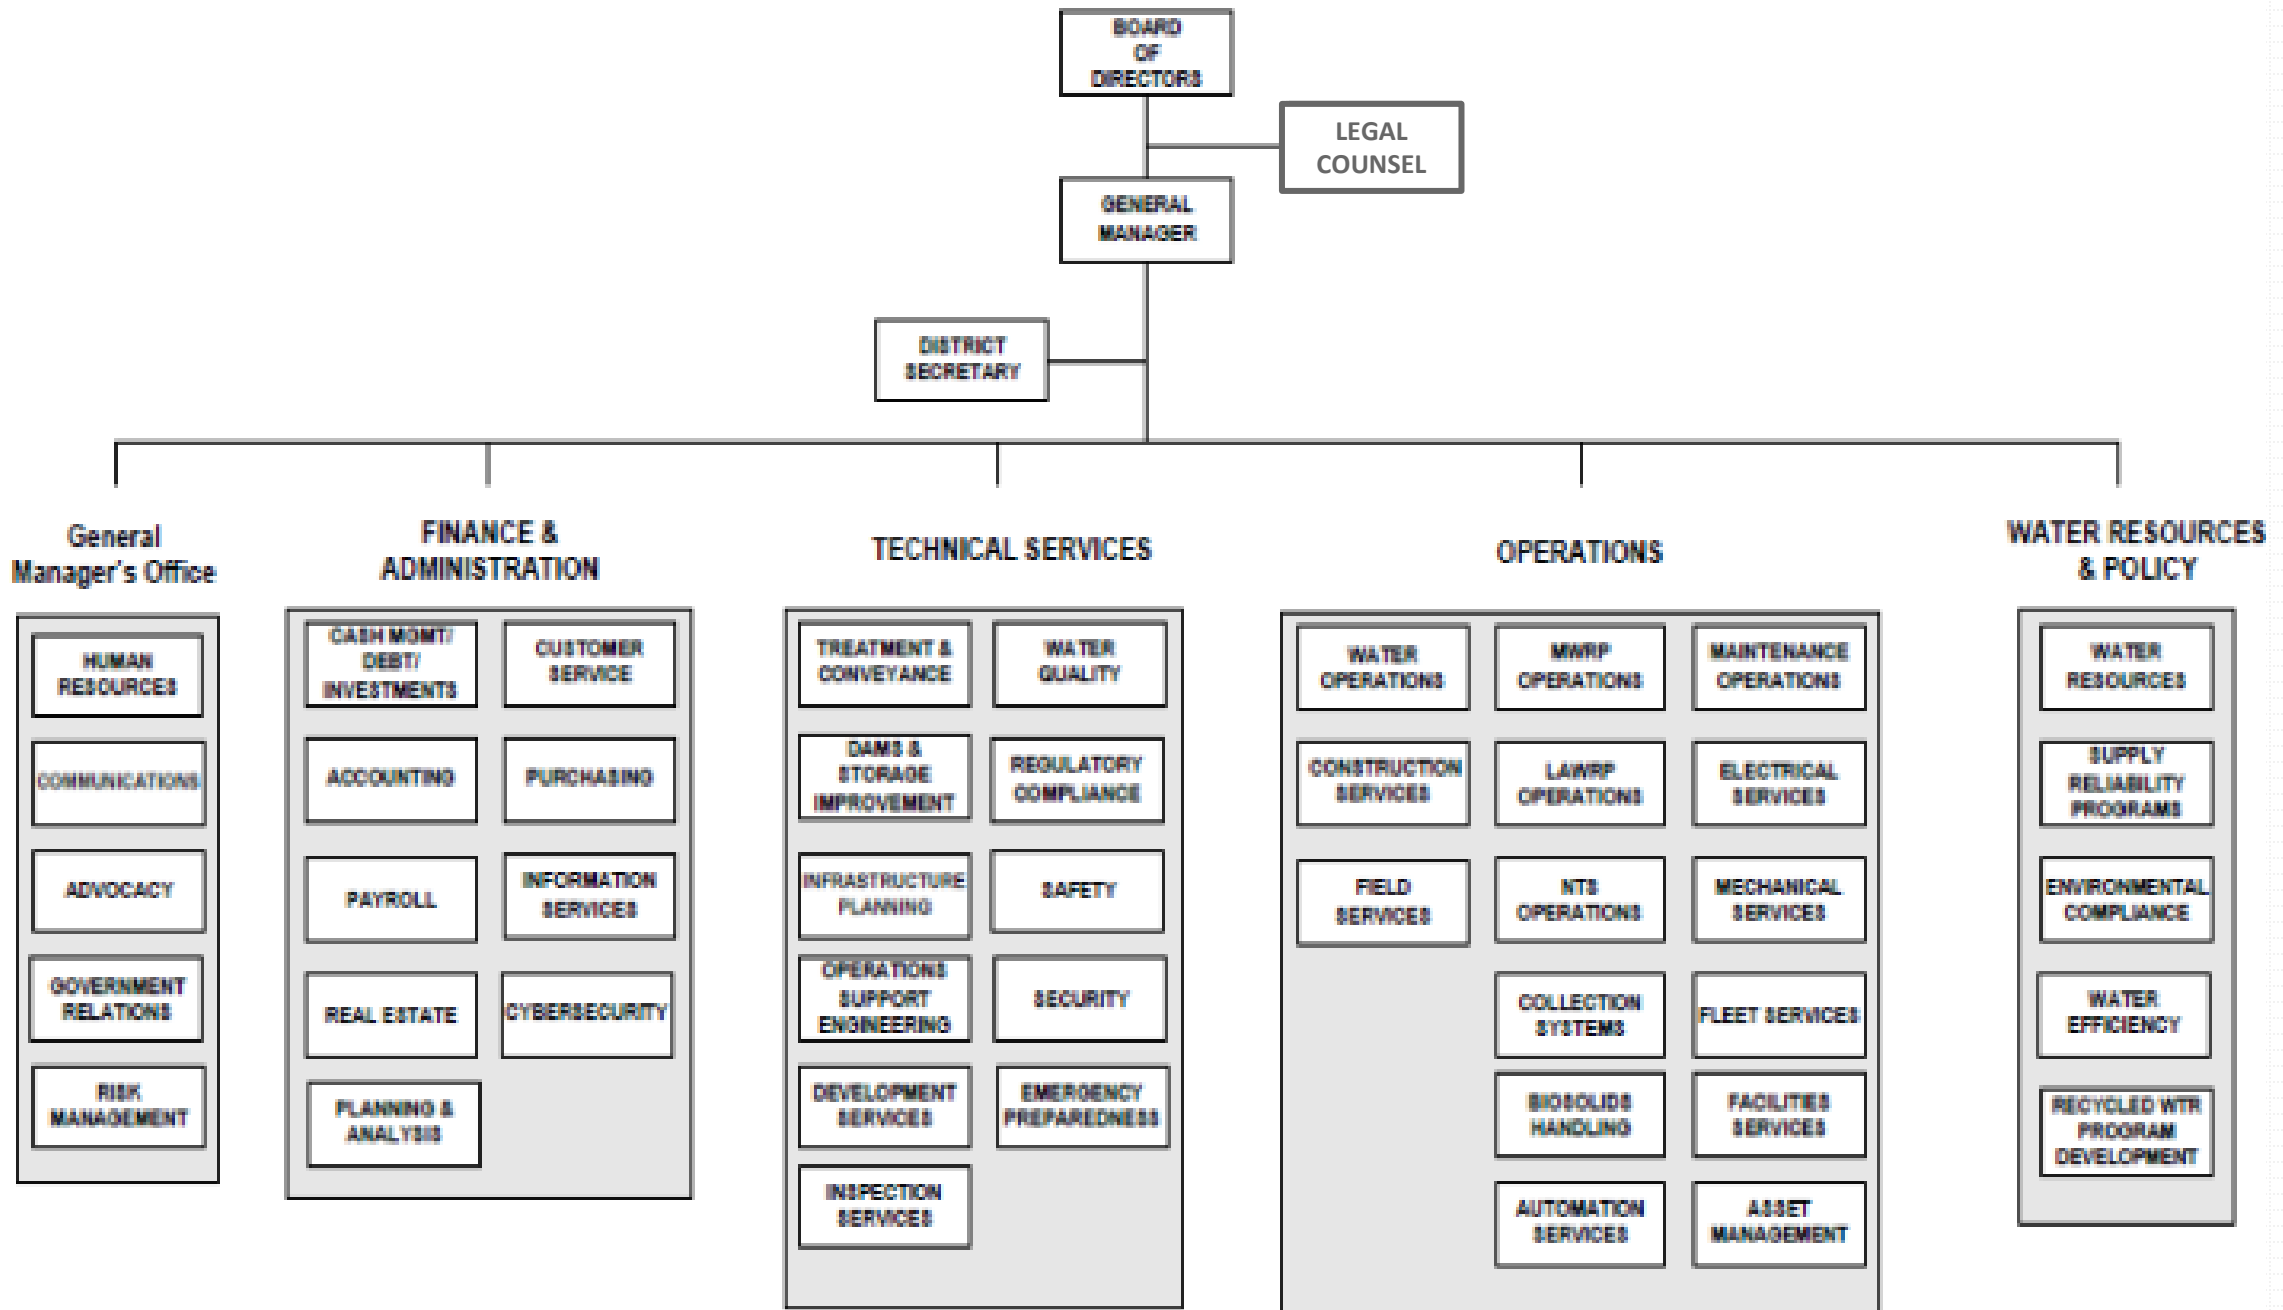 BOARD
OF
DIRECTORS
LEGAL
COUNSEL
GENERAL
MANAGER
DISTRICT
SECRETARY
General
Manager's Office
HUMAN
RESOURCES
COMMUNICATIONS
ADVOCACY
GOVERNMENT
RELATIONS
RISK
MANAGEMENT
FINANCE &
ADMINISTRATION
CASH MGMT/
DEBT/
INVESTMENTS
CUSTOMER
SERVICE
ACCOUNTING
PURCHASING
PAYROLL
INFORMATION
SERVICES
REAL ESTATE
CYBERSECURITY
PLANNING &
ANALYSIS
TECHNICAL SERVICES
TREATMENT &
CONVEYANCE
WATER
QUALITY
DAMS &
STORAGE
IMPROVEMENT
REGULATORY
COMPLIANCE
INFRASTRUCTURE
PLANNING
SAFETY
OPERATIONS
SUPPORT
ENGINEERING
SECURITY
DEVELOPMENT
SERVICES
EMERGENCY
PREPAREDNESS
INSPECTION
SERVICES
OPERATIONS
WATER
OPERATIONS
MWRP
OPERATIONS
MAINTENANCE
OPERATIONS
CONSTRUCTION
SERVICES
LAWRP
OPERATIONS
ELECTRICAL
SERVICES
FIELD
SERVICES
NTS
OPERATIONS
MECHANICAL
SERVICES
COLLECTION
SYSTEMS
FLEET SERVICES
BIOSOLIDS
HANDLING
FACILITIES
SERVICES
AUTOMATION
SERVICES
ASSET
MANAGEMENT
WATER RESOURCES
& POLICY
WATER
RESOURCES
SUPPLY
RELIABILITY
PROGRAMS
ENVIRONMENTAL
COMPLIANCE
WATER
EFFICIENCY
RECYCLED WTR
PROGRAM
DEVELOPMENT